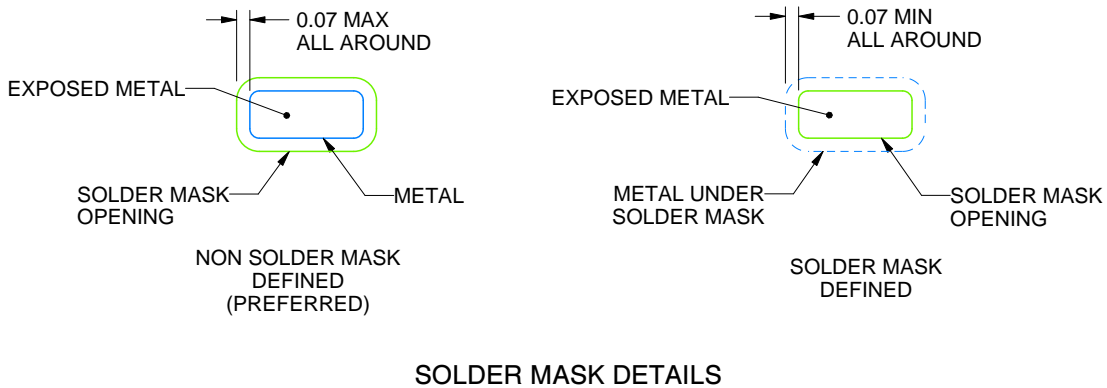 0.07 MAX
ALL AROUND
EXPOSED METAL
SOLDER MASK
OPENING
METAL
NON SOLDER MASK
DEFINED
(PREFERRED)
0.07 MIN
ALL AROUND
EXPOSED METAL
METAL UNDER
SOLDER MASK
SOLDER MASK
OPENING
SOLDER MASK
DEFINED
SOLDER MASK DETAILS